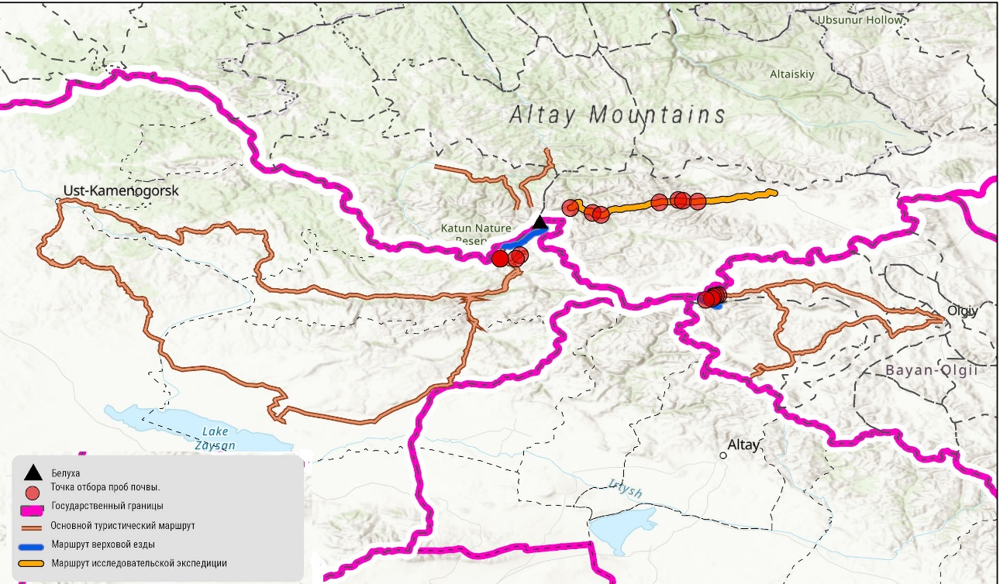 Ubsunur Hollow
Altaiskiy
Altay Mountains
Ust-Kamenogorsk
Katun Nature
Reser
Olgiy
Bayan-Olgii
Lake
Zaysan
Altay
Irtysh
Белуха
Точка отбора проб почвы.
Государственный границы
Основной туристический маршрут
Маршрут верховой езды
Маршрут исследовательской экспедиции